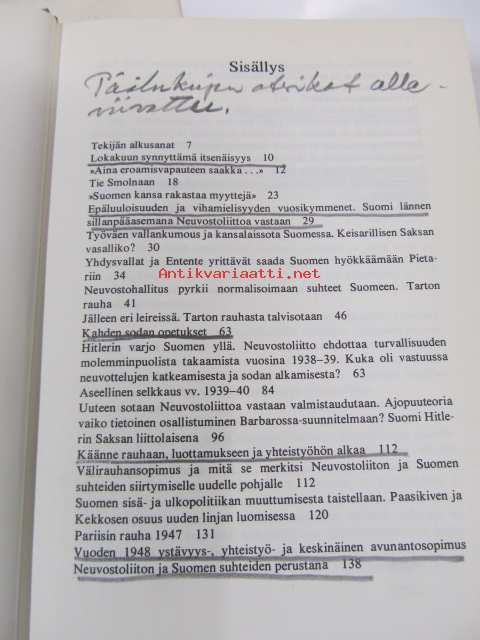 Sisällys
Päälukujen otsikot alle-
viivattu.
Tekijän alkusanat 7
Lokakuun synnyttämä itsenäisyys 10
»Aina eroamisvapauteen saakka . . .» 12
Tie Smolnaan 18
»Suomen kansa rakastaa myyttejä» 23
Epäluuloisuuden ja vihamielisyyden vuosikymmenet. Suomi lännen
sillanpääasemana Neuvostoliittoa vastaan 29
Työväen vallankumous ja kansalaissota Suomessa. Keisarillisen Saksan
vasalliko? 30
Yhdysvallat ja Entente yrittävät saada Suomen hyökkäämään Pieta-
riin 34
Antikvariaatti.net
Neuvostohallitus pyrkii normalisoimaan suhteet Suomeen. Tarton
rauha 41
Jälleen eri leireissä. Tarton rauhasta talvisotaan 46
Kahden sodan opetukset 63
Hitlerin varjo Suomen yllä. Neuvostoliitto ehdottaa turvallisuuden
molemminpuolista takaamista vuosina 1938–39. Kuka oli vastuussa
neuvottelujen katkeamisesta ja sodan alkamisesta? 63
Aseellinen selkkaus vv. 1939–40 84
Uuteen sotaan Neuvostoliittoa vastaan valmistaudutaan. Ajopuuteoria
vaiko tietoinen osallistuminen Barbarossa-suunnitelmaan? Suomi Hitle-
rin Saksan liittolaisena 96
Käänne rauhaan, luottamukseen ja yhteistyöhön alkaa 112
Välirauhansopimus ja mitä se merkitsi Neuvostoliiton ja Suomen
suhteiden siirtymiselle uudelle pohjalle 112
Suomen sisä- ja ulkopolitiikan muuttumisesta taistellaan. Paasikiven ja
Kekkosen osuus uuden linjan luomisessa 120
Pariisin rauha 1947 131
Vuoden 1948 ystävyys-, yhteistyö- ja keskinäinen avunantosopimus
Neuvostoliiton ja Suomen suhteiden perustana 138